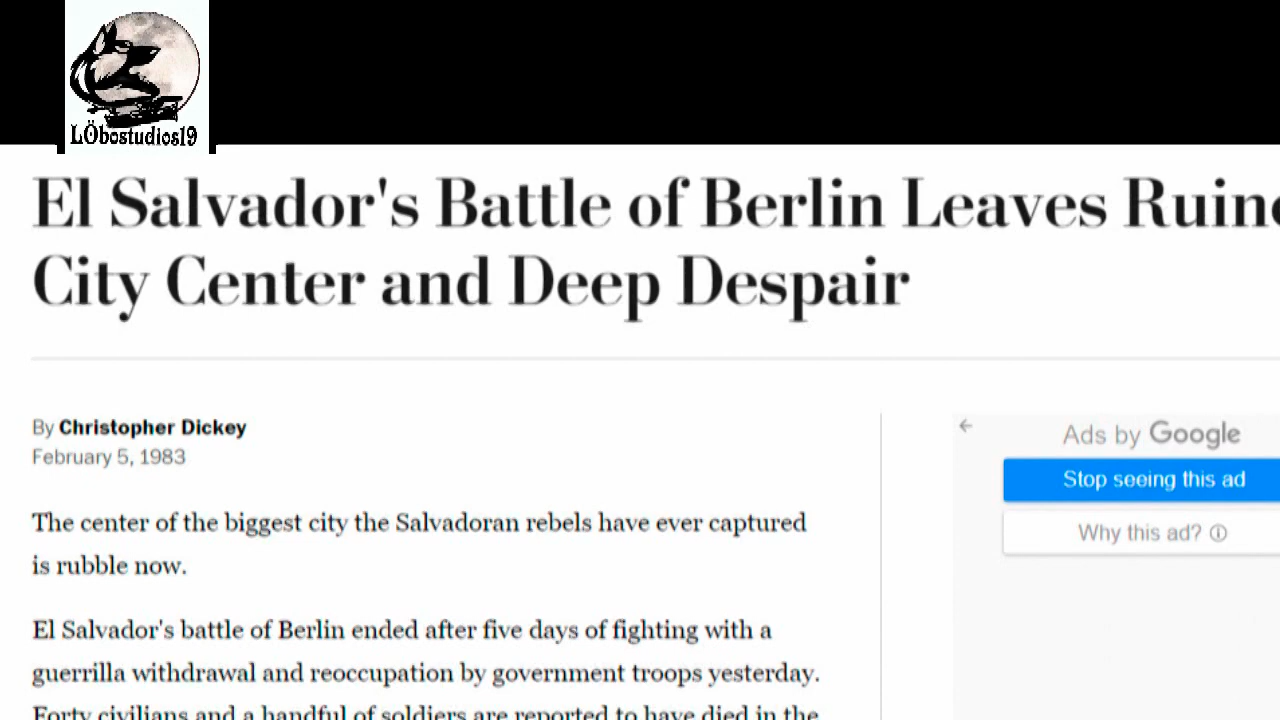 LÖbostudios19
El Salvador's Battle of Berlin Leaves Ruine
City Center and Deep Despair
By Christopher Dickey
February 5, 1983
Ads by Google
Stop seeing this ad
Why this ad?
The center of the biggest city the Salvadoran rebels have ever captured
is rubble now.
El Salvador's battle of Berlin ended after five days of fighting with a
guerrilla withdrawal and reoccupation by government troops yesterday.
Forty civilians and a handful of soldiers are reported to have died in the